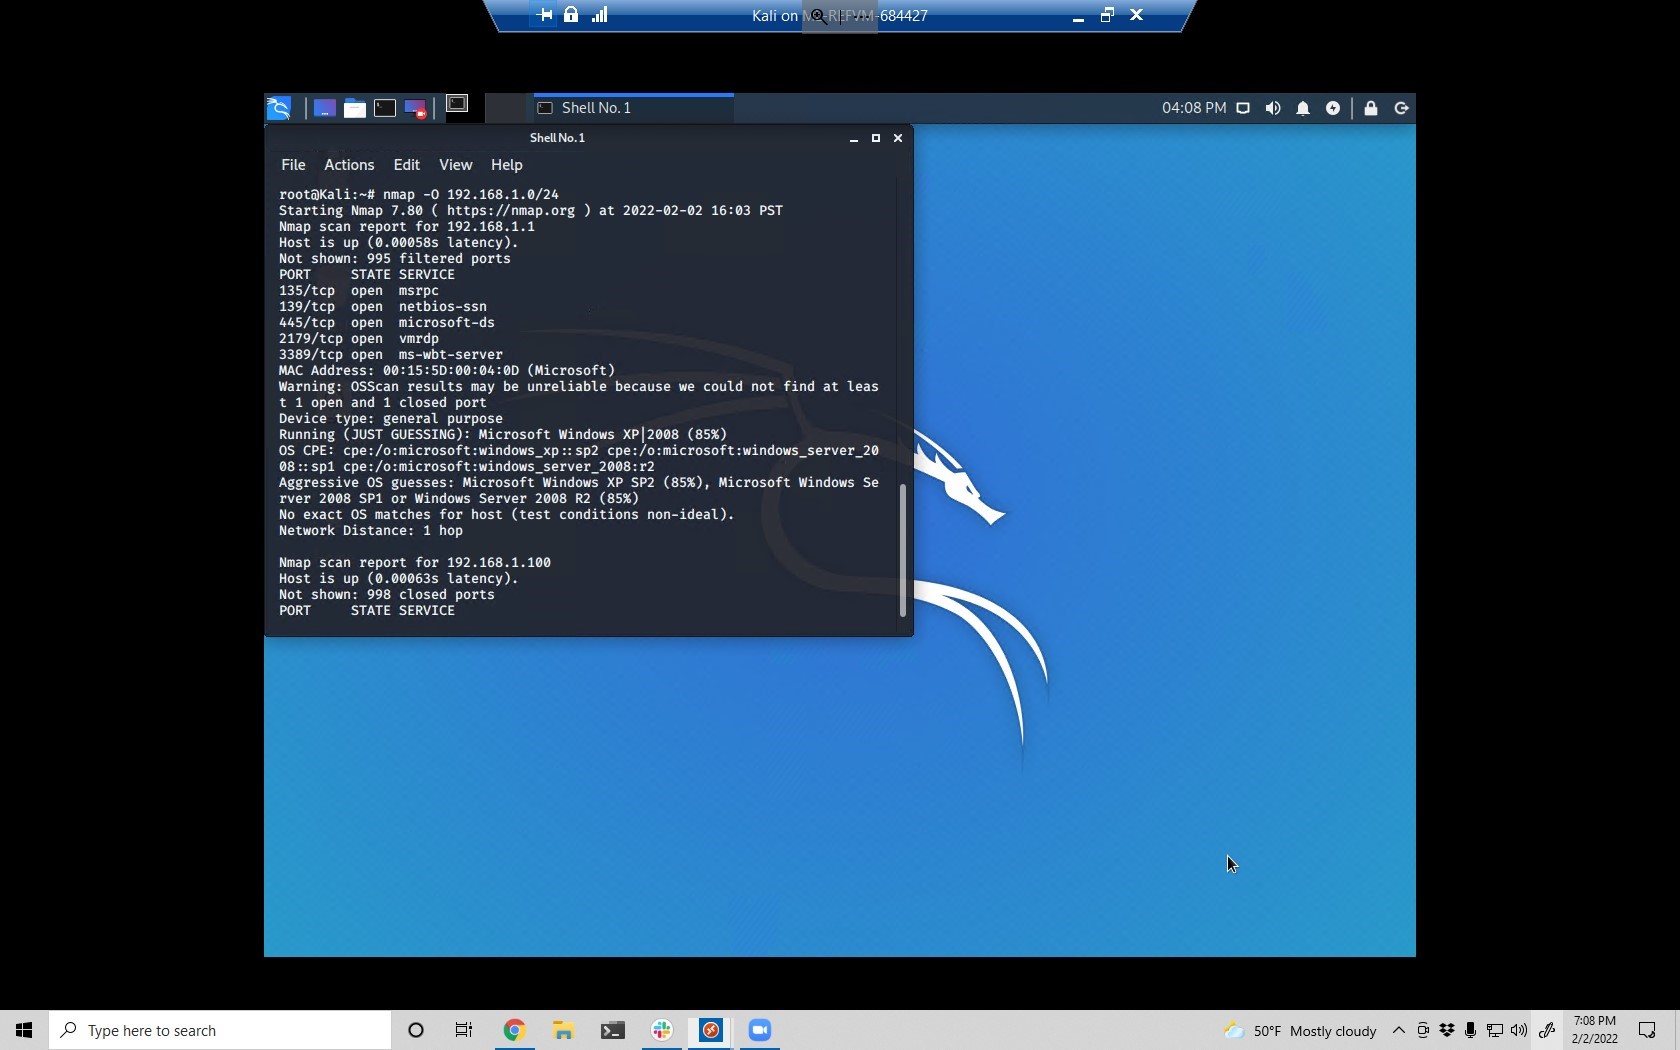 Kali on M -REFVM-684427
Shell No. 1
04:08 PM
Shell No. 1
File Actions Edit View Help
root@Kali:~# nmap -O 192.168.1.0/24
Starting Nmap 7.80 ( https://nmap.org ) at 2022-02-02 16:03 PST
Nmap scan report for 192.168.1.1
Host is up (0.00058s latency).
Not shown: 995 filtered ports
PORT     STATE SERVICE
135/tcp  open  msrpc
139/tcp  open  netbios-ssn
445/tcp  open  microsoft-ds
2179/tcp open  vmrdp
3389/tcp open  ms-wbt-server
MAC Address: 00:15:5D:00:04:0D (Microsoft)
Warning: OSScan results may be unreliable because we could not find at leas
t 1 open and 1 closed port
Device type: general purpose
Running (JUST GUESSING): Microsoft Windows XP|2008 (85%)
OS CPE: cpe:/o:microsoft:windows_xp::sp2 cpe:/o:microsoft:windows_server_20
08::sp1 cpe:/o:microsoft:windows_server_2008:r2
Aggressive OS guesses: Microsoft Windows XP SP2 (85%), Microsoft Windows Se
rver 2008 SP1 or Windows Server 2008 R2 (85%)
No exact OS matches for host (test conditions non-ideal).
Network Distance: 1 hop
Nmap scan report for 192.168.1.100
Host is up (0.00063s latency).
Not shown: 998 closed ports
PORT     STATE SERVICE
Type here to search
50°F Mostly cloudy
7:08 PM
2/2/2022